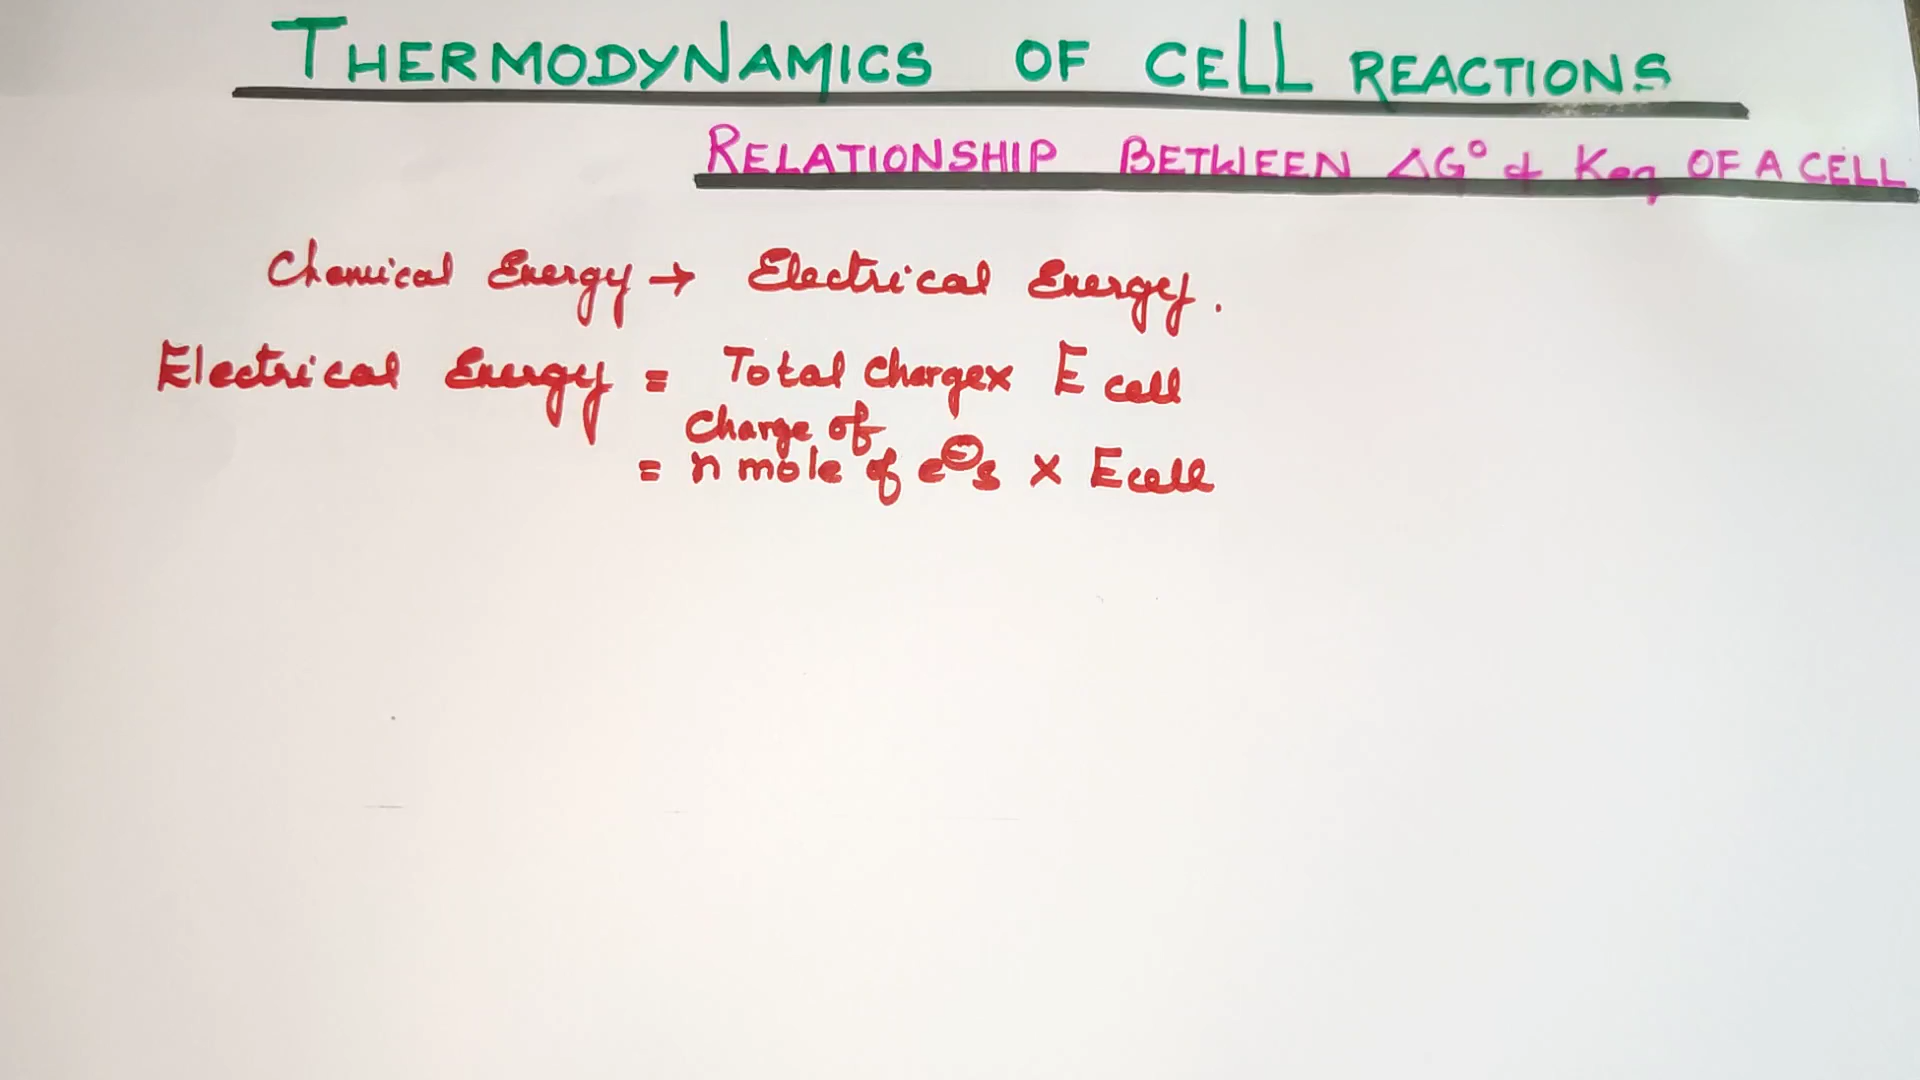 THERMODYNAMICS OF CELL REACTIONS
RELATIONSHIP BETWEEN ΔG° & Keq OF A CELL
Chemical Energy → Electrical Energy.
Electrical Energy = Total charge x E cell
Charge of
= n mole of e⊖s x Ecell